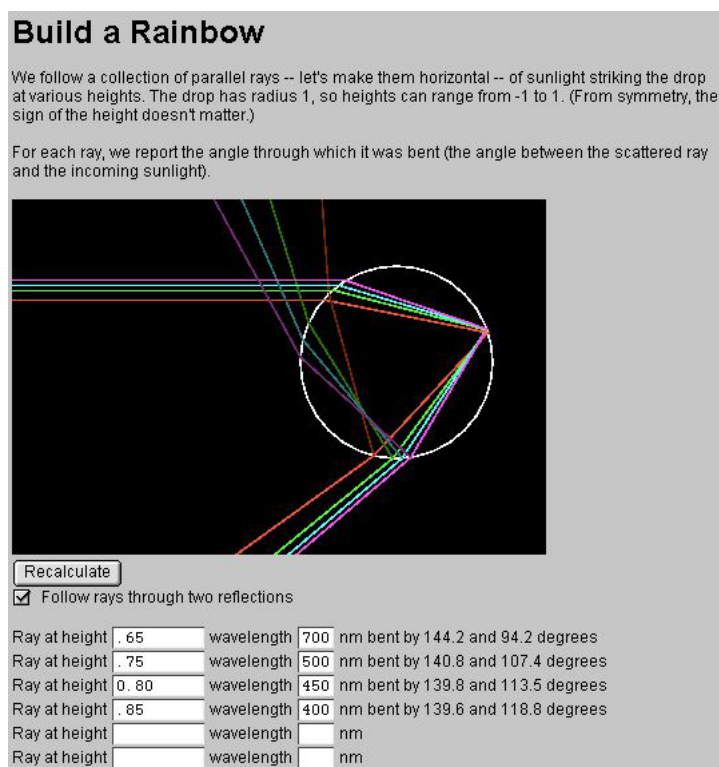 Build a Rainbow
We follow a collection of parallel rays -- let's make them horizontal -- of sunlight striking the drop
at various heights. The drop has radius 1, so heights can range from -1 to 1. (From symmetry, the
sign of the height doesn't matter.)
For each ray, we report the angle through which it was bent (the angle between the scattered ray
and the incoming sunlight).
Recalculate
Follow rays through two reflections
Ray at height .65 wavelength 700 nm bent by 144.2 and 94.2 degrees
Ray at height .75 wavelength 500 nm bent by 140.8 and 107.4 degrees
Ray at height 0.80 wavelength 450 nm bent by 139.8 and 113.5 degrees
Ray at height .85 wavelength 400 nm bent by 139.6 and 118.8 degrees
Ray at height wavelength nm
Ray at height wavelength nm